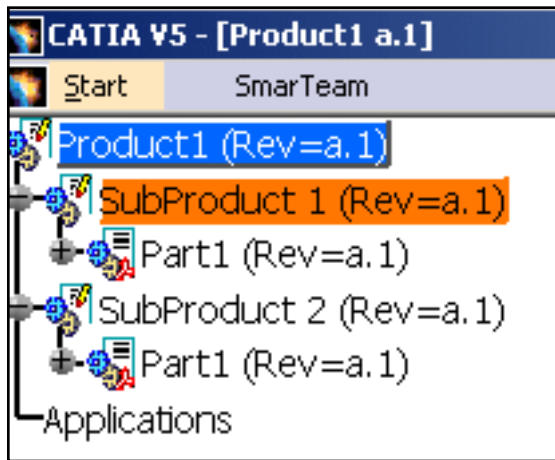 CATIA V5 - [Product1 a.1]
Start SmarTeam
Product1 (Rev=a.1)
SubProduct 1 (Rev=a.1)
Part1 (Rev=a.1)
SubProduct 2 (Rev=a.1)
Part1 (Rev=a.1)
Applications